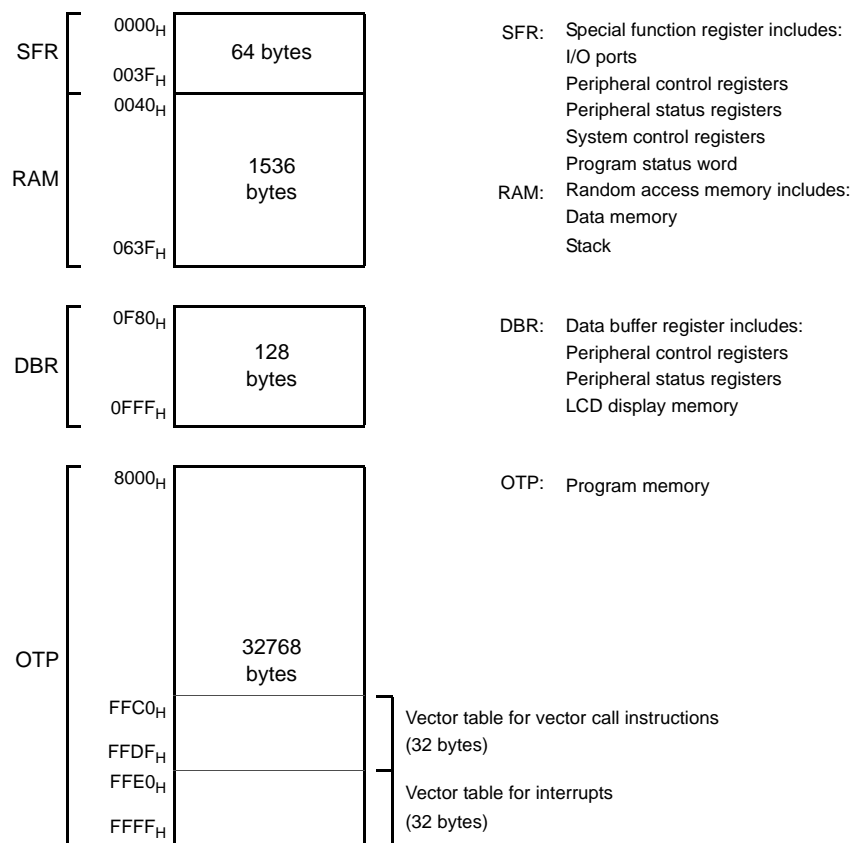 SFR
0000H
64 bytes
003FH
RAM
0040H
1536
bytes
063FH
DBR
0F80H
128
bytes
0FFFH
OTP
8000H
32768
bytes
FFC0H
FFDFH
FFE0H
FFFFH
Vector table for vector call instructions
(32 bytes)
Vector table for interrupts
(32 bytes)
SFR: Special function register includes:
I/O ports
Peripheral control registers
Peripheral status registers
System control registers
Program status word
RAM: Random access memory includes:
Data memory
Stack
DBR: Data buffer register includes:
Peripheral control registers
Peripheral status registers
LCD display memory
OTP: Program memory